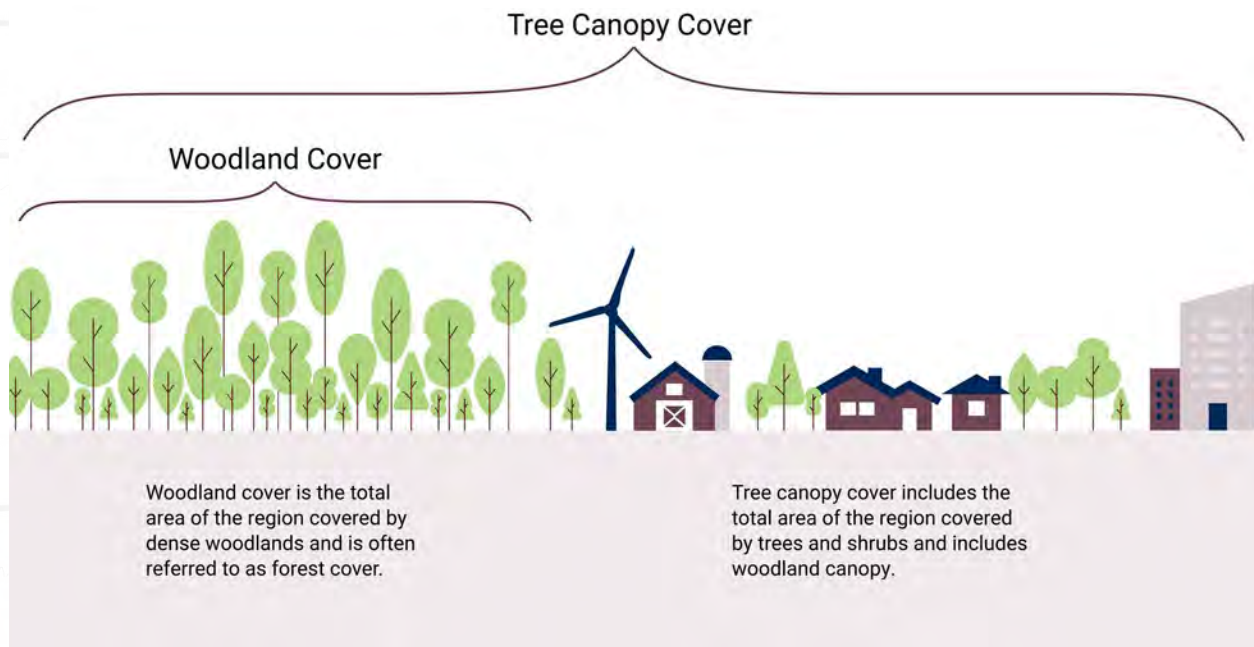 Tree Canopy Cover
Woodland Cover
Woodland cover is the total
area of the region covered by
dense woodlands and is often
referred to as forest cover.
Tree canopy cover includes the
total area of the region covered
by trees and shrubs and includes
woodland canopy.